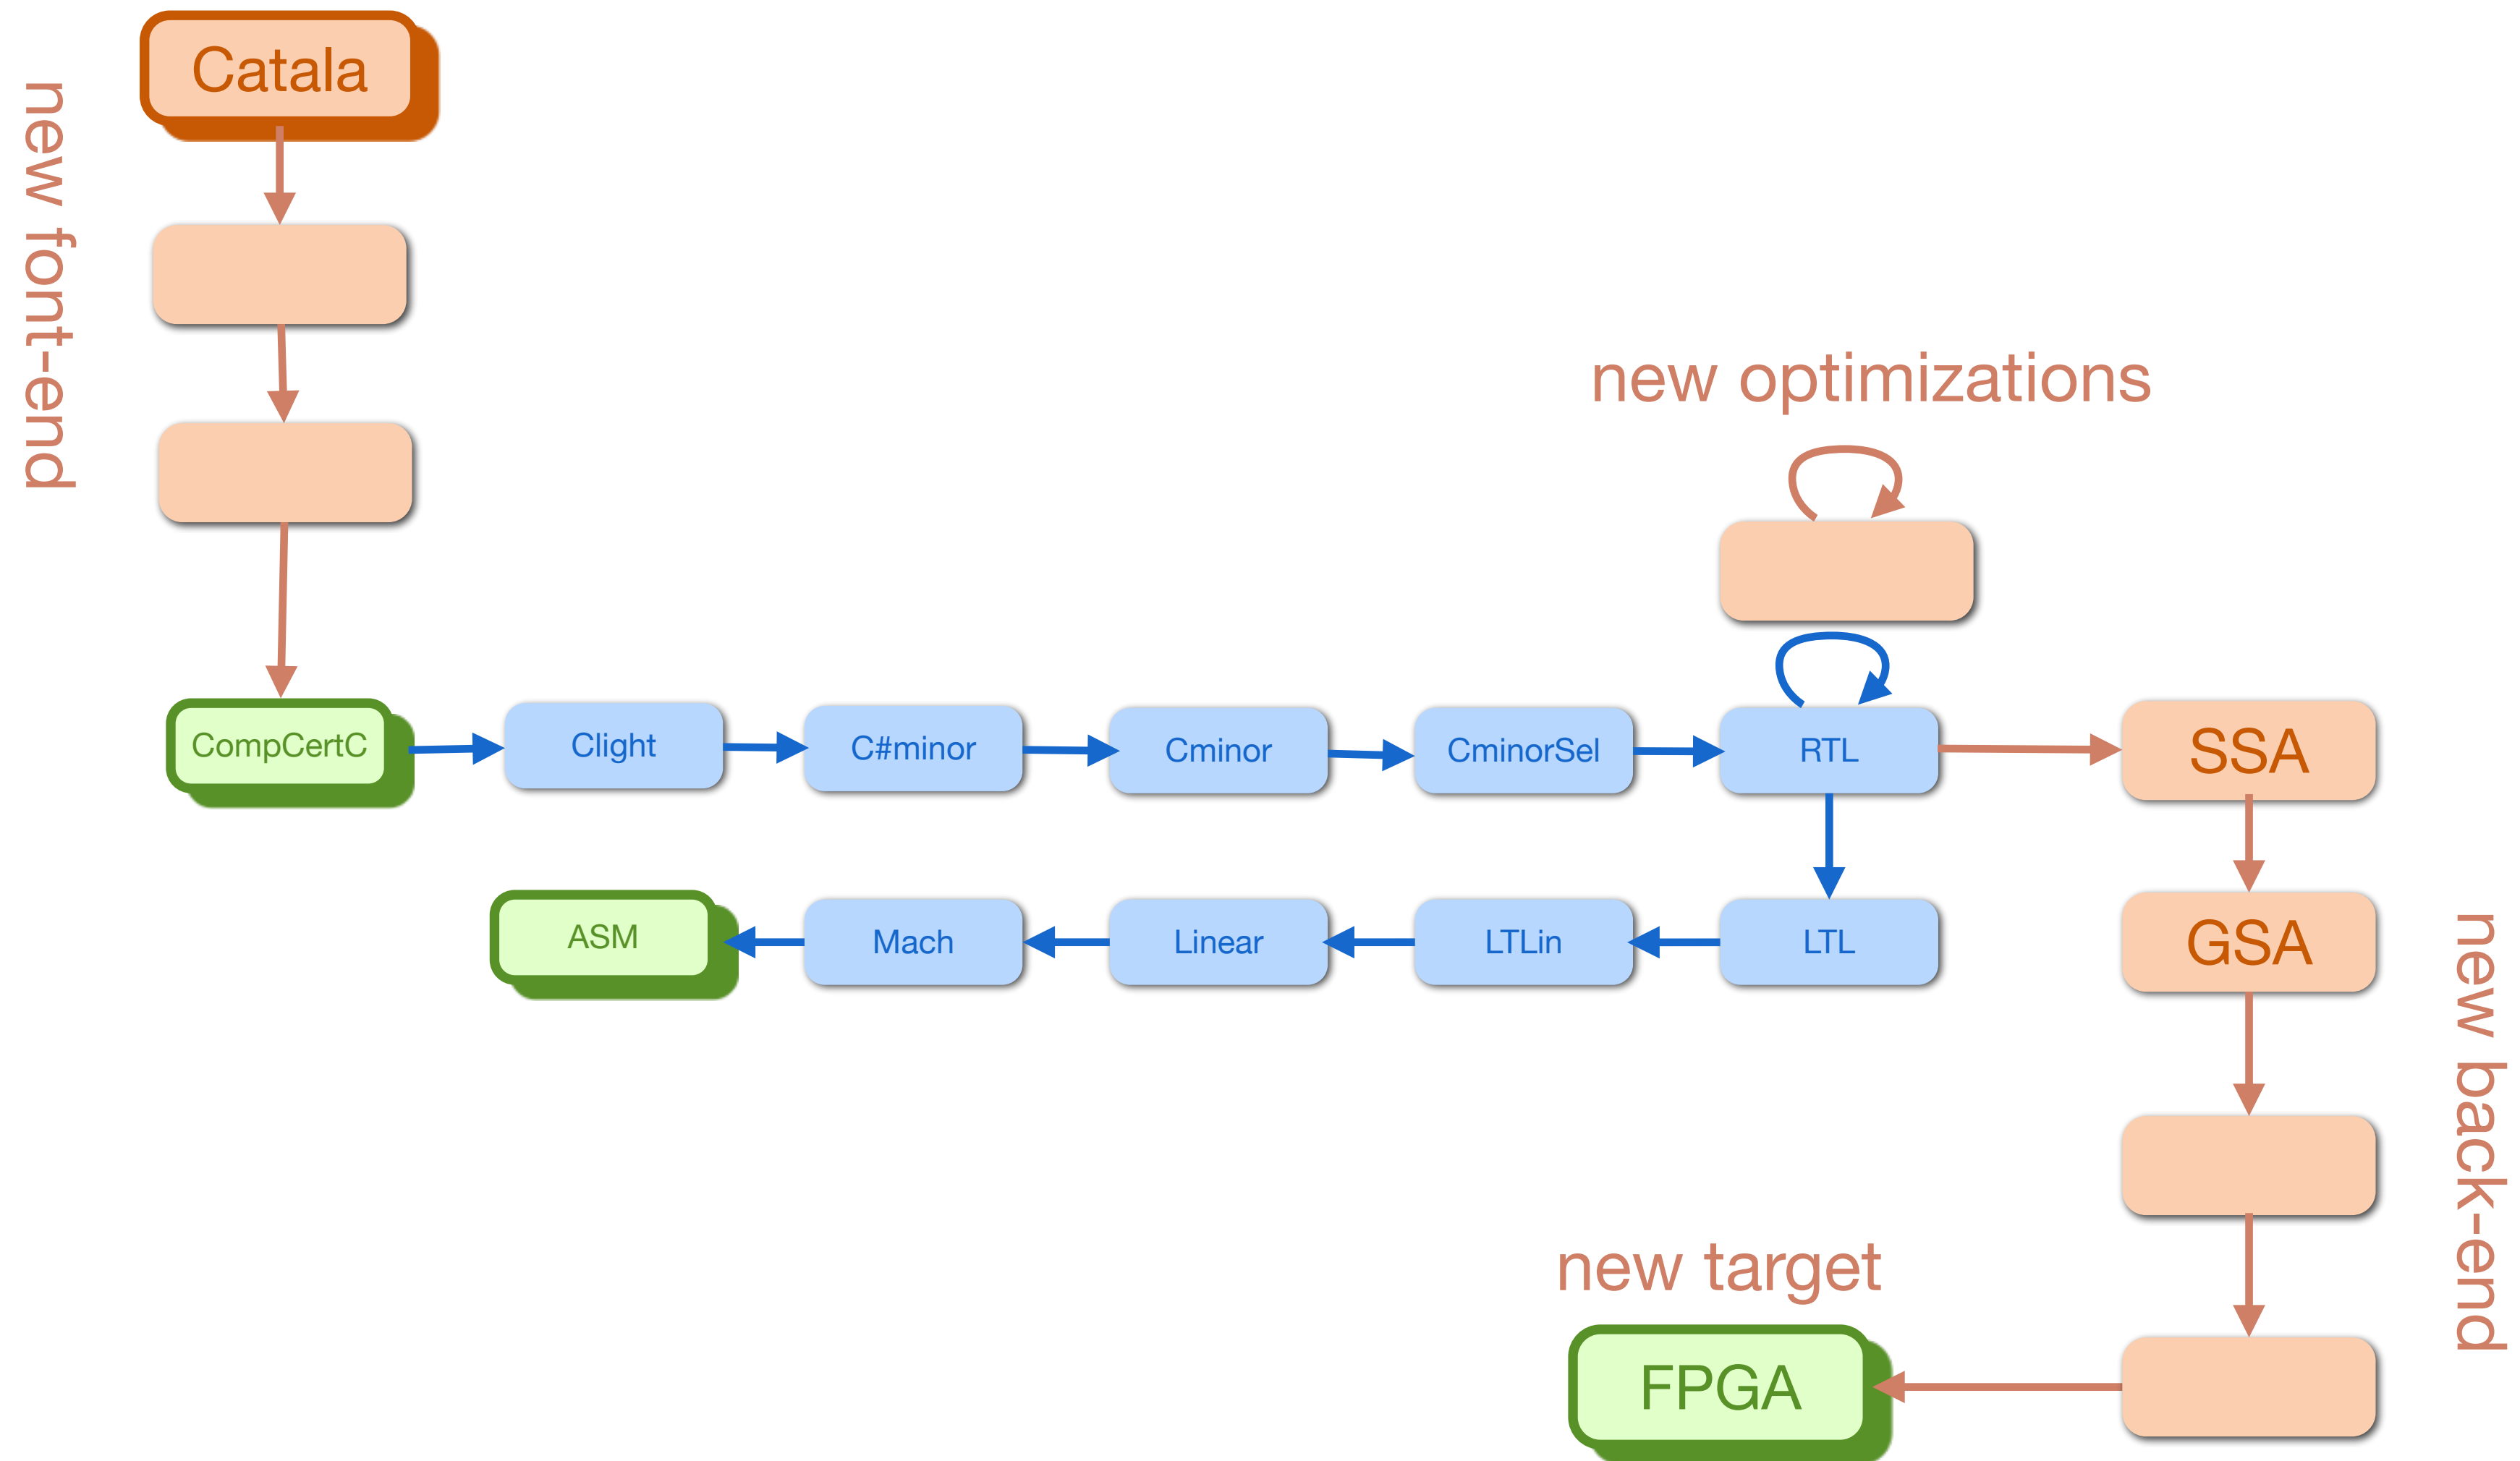 Catala
new font-end
new optimizations
CompCertC
Clight
C#minor
Cminor
CminorSel
RTL
SSA
ASM
Mach
Linear
LTLin
LTL
GSA
new back-end
new target
FPGA